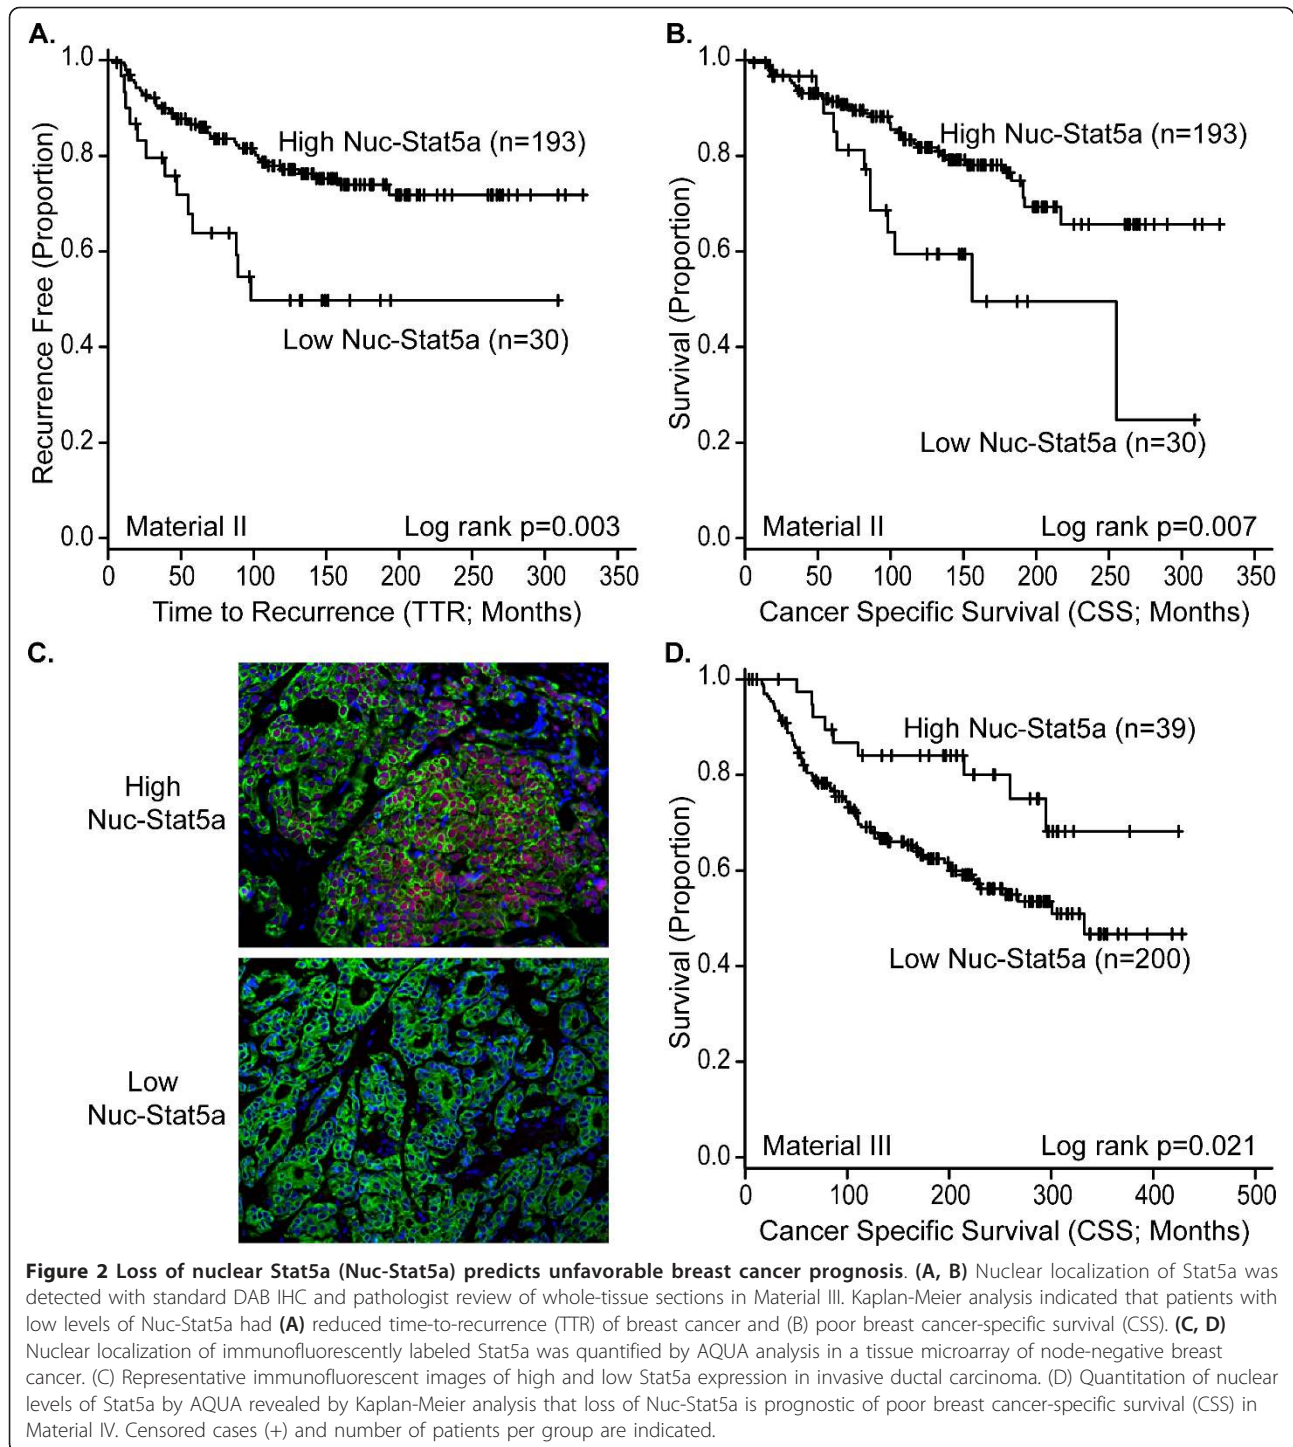 A.
1.0
0.8
0.6
0.4
0.2
0.0
Recurrence Free (Proportion)
High Nuc-Stat5a (n=193)
Low Nuc-Stat5a (n=30)
Material II
Log rank p=0.003
0 50 100 150 200 250 300 350
Time to Recurrence (TTR; Months)
B.
1.0
0.8
0.6
0.4
0.2
0.0
Survival (Proportion)
High Nuc-Stat5a (n=193)
Low Nuc-Stat5a (n=30)
Material II
Log rank p=0.007
0 50 100 150 200 250 300 350
Cancer Specific Survival (CSS; Months)
C.
High
Nuc-Stat5a
Low
Nuc-Stat5a
D.
1.0
0.8
0.6
0.4
0.2
0.0
Survival (Proportion)
High Nuc-Stat5a (n=39)
Low Nuc-Stat5a (n=200)
Material III
Log rank p=0.021
0 100 200 300 400 500
Cancer Specific Survival (CSS; Months)
Figure 2 Loss of nuclear Stat5a (Nuc-Stat5a) predicts unfavorable breast cancer prognosis. (A, B) Nuclear localization of Stat5a was
detected with standard DAB IHC and pathologist review of whole-tissue sections in Material III. Kaplan-Meier analysis indicated that patients with
low levels of Nuc-Stat5a had (A) reduced time-to-recurrence (TTR) of breast cancer and (B) poor breast cancer-specific survival (CSS). (C, D)
Nuclear localization of immunofluorescently labeled Stat5a was quantified by AQUA analysis in a tissue microarray of node-negative breast
cancer. (C) Representative immunofluorescent images of high and low Stat5a expression in invasive ductal carcinoma. (D) Quantitation of nuclear
levels of Stat5a by AQUA revealed by Kaplan-Meier analysis that loss of Nuc-Stat5a is prognostic of poor breast cancer-specific survival (CSS) in
Material IV. Censored cases (+) and number of patients per group are indicated.